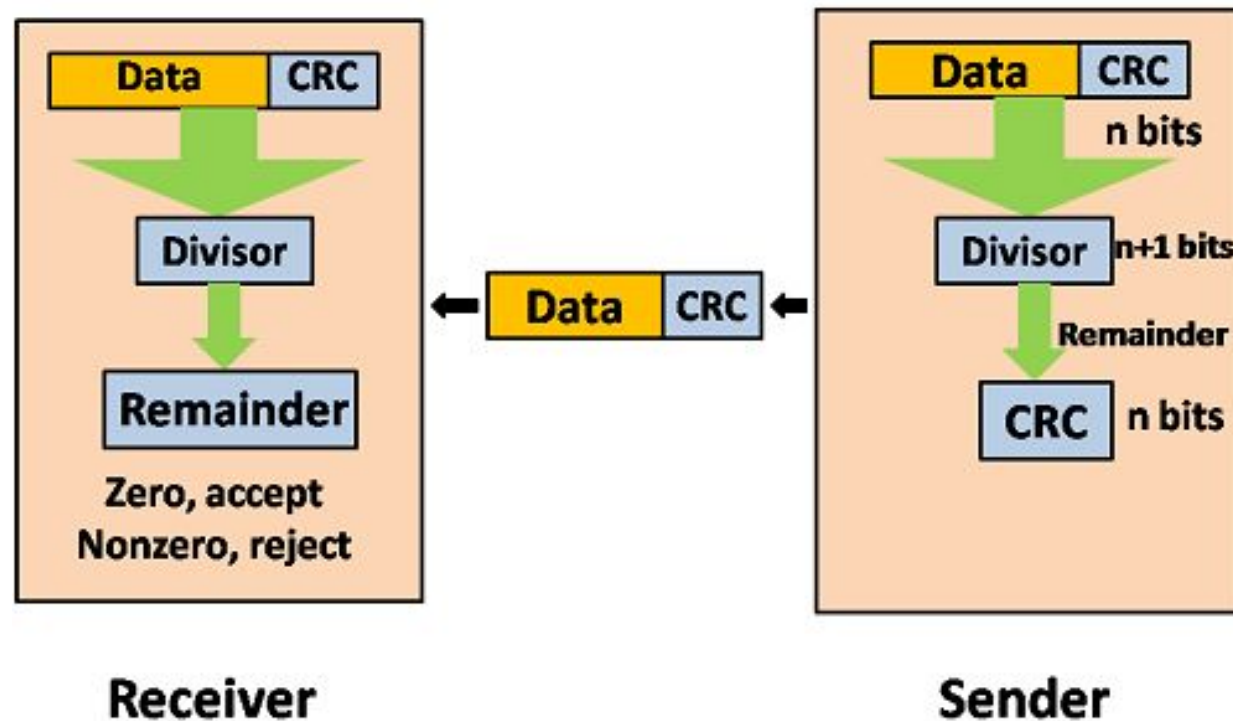 Data CRC
Divisor
Remainder
Zero, accept
Nonzero, reject
Receiver
Data CRC
Data CRC
n bits
Divisor n+1 bits
Remainder
CRC n bits
Sender